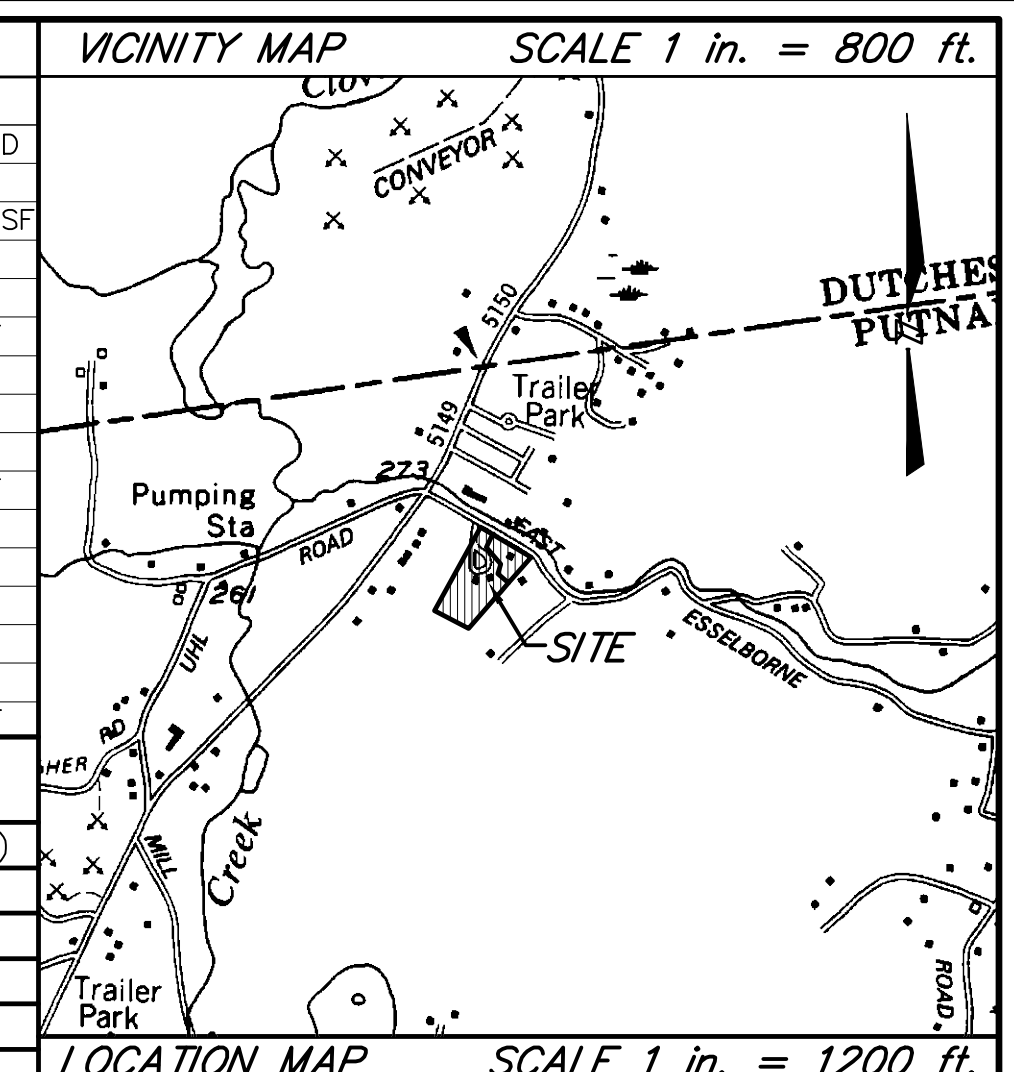 VICINITY MAP SCALE 1 in. = 800 ft.
D
SF
CONVEYOR
5150
DUTCHES
PUTNA
Trailer
Park
5149
273
Pumping
Sta
EAST
ROAD
261
SITE
ESSELBORNE
UHL
RD
HER
MILL
Creek
ROAD
Trailer
Park
LOCATION MAP SCALE 1 in. = 1200 ft.